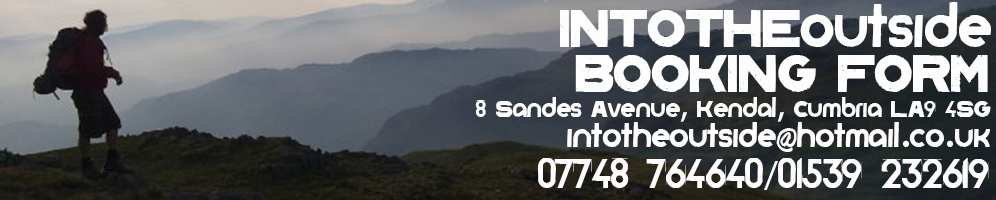 INTOTHEoutside
BOOKING FORM
8 Sandes Avenue, Kendal, Cumbria LA9 4SG
intotheoutside@hotmail.co.uk
07748 764640/01539 232619